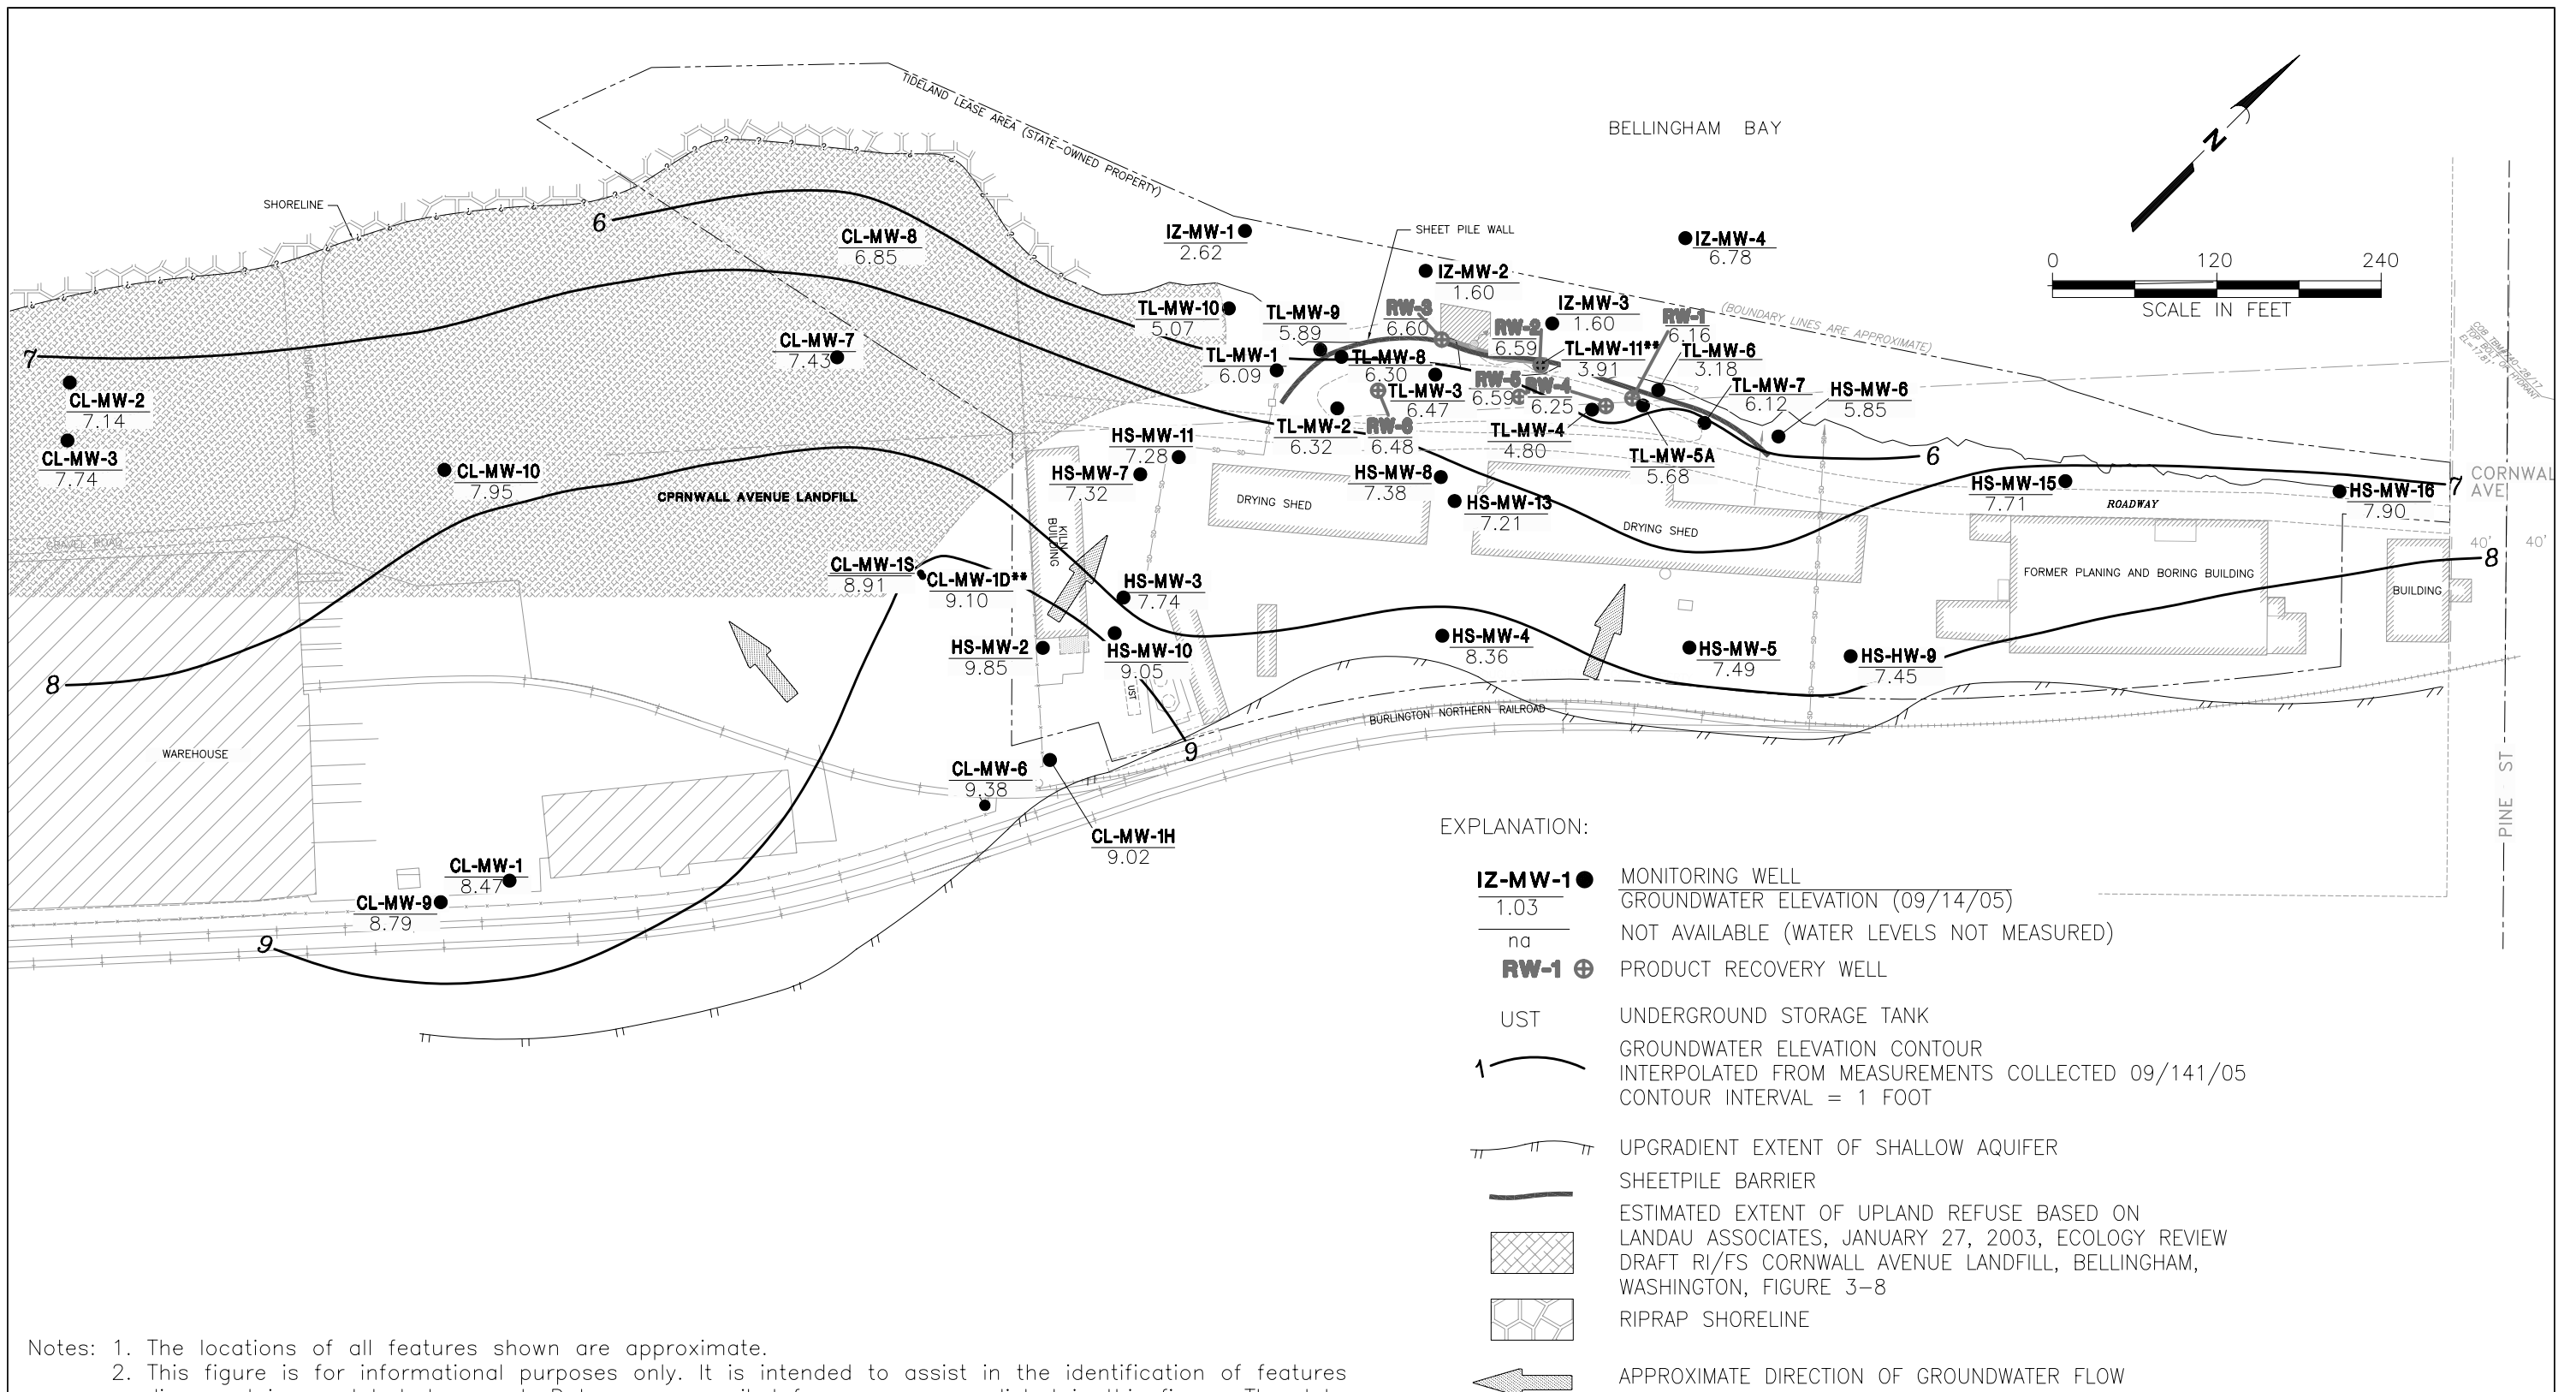 TIDELAND LEASE AREA (STATE-OWNED PROPERTY)
BELLINGHAM BAY
N
SHORELINE
6
CL-MW-8
6.85
IZ-MW-1
2.62
SHEET PILE WALL
IZ-MW-4
6.78
IZ-MW-2
1.60
0 120 240
SCALE IN FEET
TL-MW-10
5.07
TL-MW-9
5.89
RW-3
6.60
IZ-MW-3
1.60
RW-2
6.59
RW-1
6.16
(BOUNDARY LINES ARE APPROXIMATE)
7
CL-MW-7
7.43
TL-MW-1
6.09
TL-MW-8
6.30
TL-MW-11**
3.91
TL-MW-6
3.18
CL-MW-2
7.14
TL-MW-3
6.47
RW-5
6.59
RW-4
6.25
TL-MW-7
6.12
HS-MW-6
5.85
CL-MW-3
7.74
CL-MW-10
7.95
CPRNWALL AVENUE LANDFILL
HS-MW-11
7.28
HS-MW-7
7.32
TL-MW-2
6.32
RW-6
6.48
TL-MW-4
4.80
TL-MW-5A
5.68
6
HS-MW-8
7.38
HS-MW-13
7.21
DRYING SHED
DRYING SHED
HS-MW-15
7.71
ROADWAY
HS-MW-16
7.90
7
CORNWAL
AVE
40' 40'
GRAVEL ROAD
KILN
BUILDING
CL-MW-1S
8.91
CL-MW-1D**
9.10
HS-MW-3
7.74
FORMER PLANING AND BORING BUILDING
BUILDING
8
8
HS-MW-2
9.85
HS-MW-10
9.05
UST
HS-MW-4
8.36
HS-MW-5
7.49
HS-HW-9
7.45
BURLINGTON NORTHERN RAILROAD
WAREHOUSE
9
CL-MW-6
9.38
CL-MW-1H
9.02
PINE ST
CL-MW-1
8.47
CL-MW-9
8.79
9
EXPLANATION:
IZ-MW-1
1.03
MONITORING WELL
GROUNDWATER ELEVATION (09/14/05)
na NOT AVAILABLE (WATER LEVELS NOT MEASURED)
RW-1 PRODUCT RECOVERY WELL
UST UNDERGROUND STORAGE TANK
1
GROUNDWATER ELEVATION CONTOUR
INTERPOLATED FROM MEASUREMENTS COLLECTED 09/141/05
CONTOUR INTERVAL = 1 FOOT
UPGRADIENT EXTENT OF SHALLOW AQUIFER
SHEETPILE BARRIER
ESTIMATED EXTENT OF UPLAND REFUSE BASED ON
LANDAU ASSOCIATES, JANUARY 27, 2003, ECOLOGY REVIEW
DRAFT RI/FS CORNWALL AVENUE LANDFILL, BELLINGHAM,
WASHINGTON, FIGURE 3-8
RIPRAP SHORELINE
APPROXIMATE DIRECTION OF GROUNDWATER FLOW
Notes: 1. The locations of all features shown are approximate.
2. This figure is for informational purposes only. It is intended to assist in the identification of features